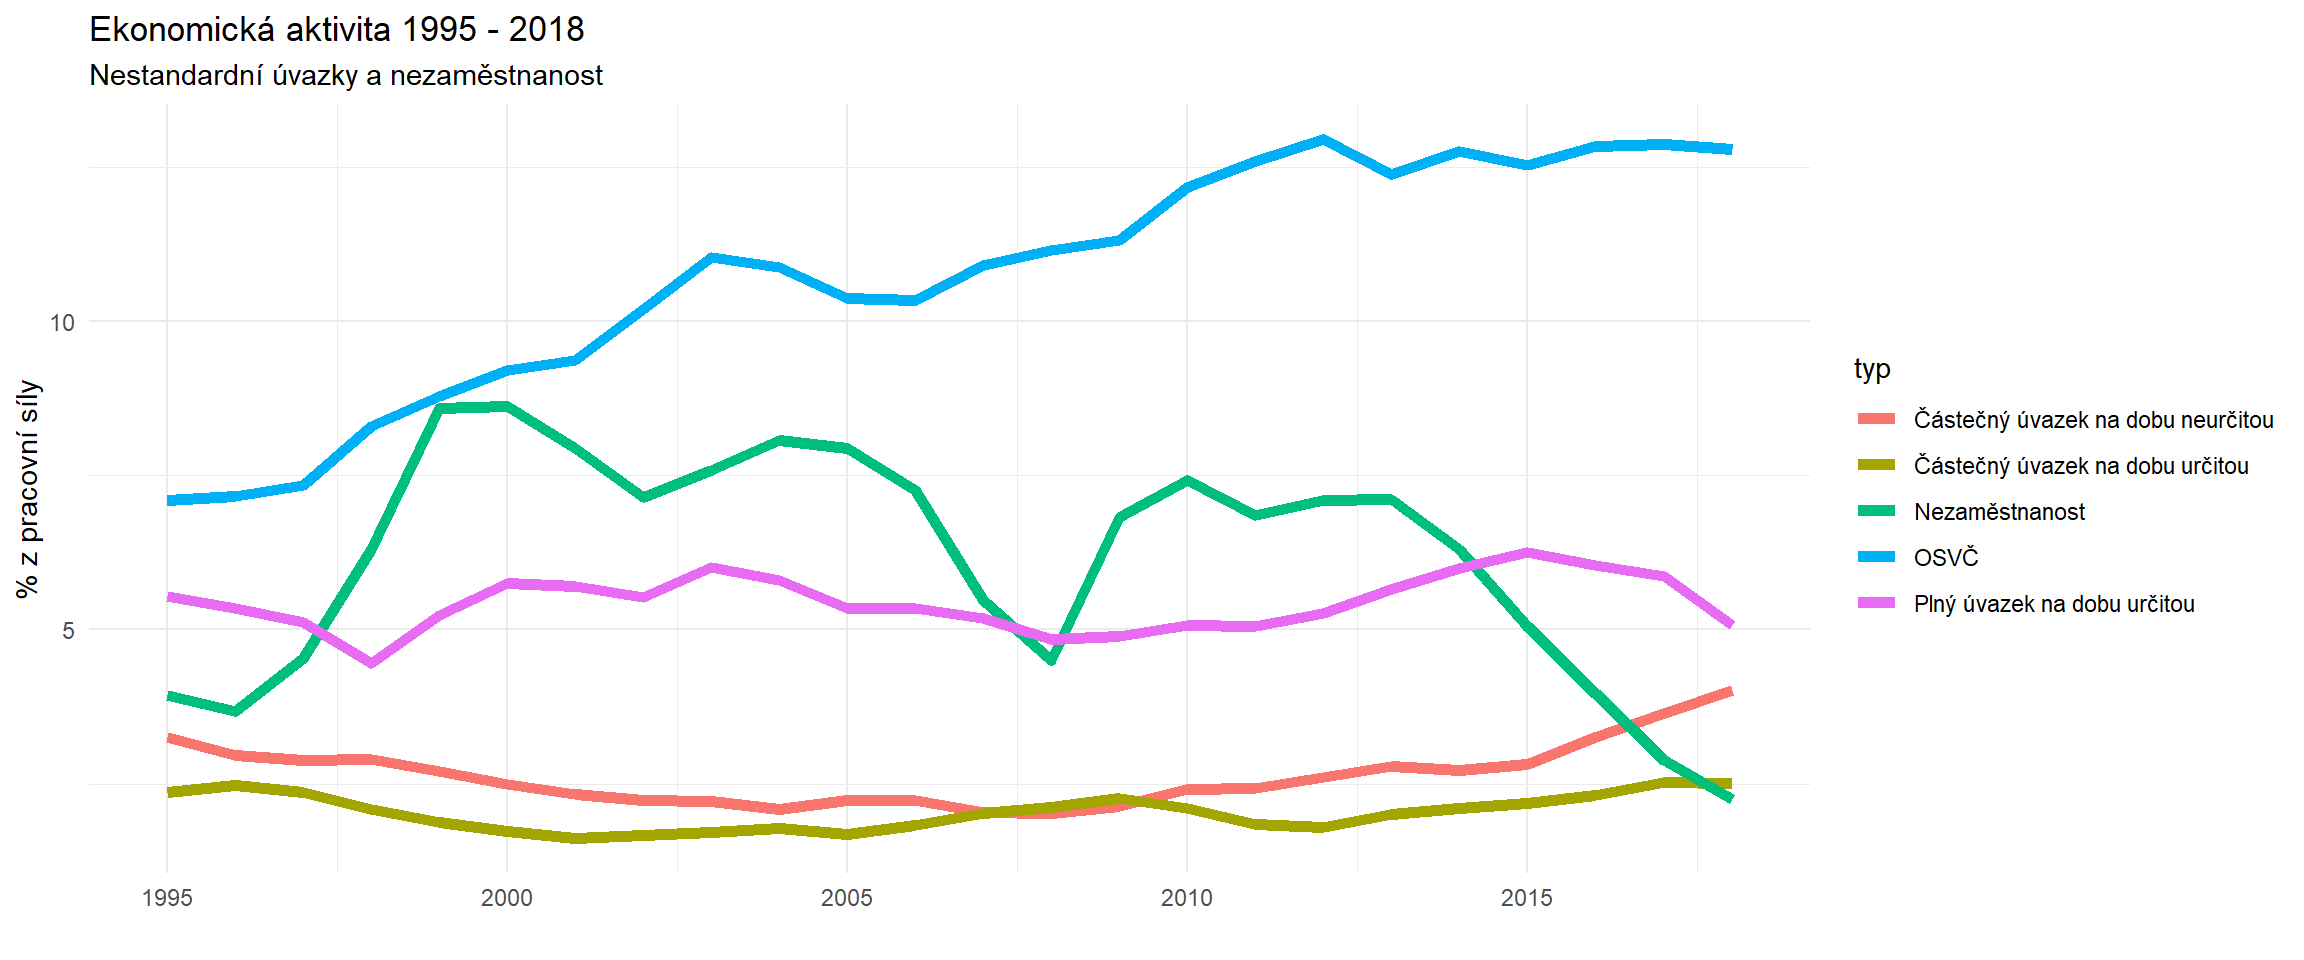 Ekonomická aktivita 1995 - 2018
Nestandardní úvazky a nezaměstnanost
% z pracovní síly
10
5
1995
2000
2005
2010
2015
typ
Částečný úvazek na dobu neurčitou
Částečný úvazek na dobu určitou
Nezaměstnanost
OSVČ
Plný úvazek na dobu určitou